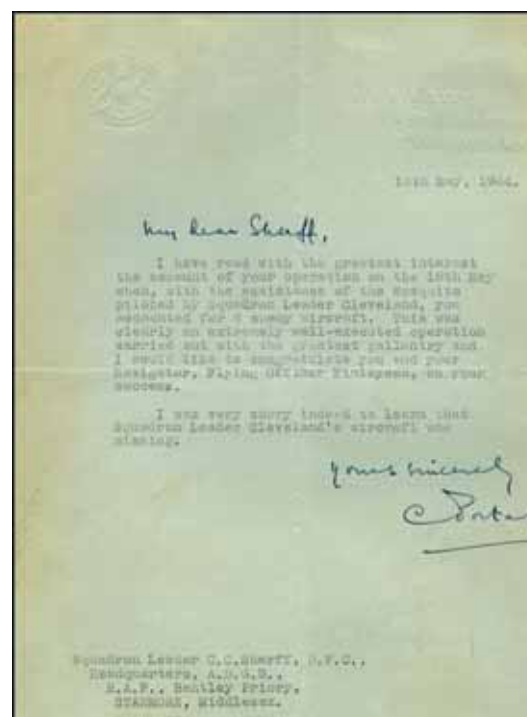 May, 1944.
My dear Sherff,
I have read with the greatest interest
the account of your operation on the 16th May
when, with the assistance of the Mosquito
piloted by Squadron Leader Cleveland, you
accounted for enemy aircraft. This was
clearly an extremely well-executed operation
carried out with the greatest gallantry and
I would like to congratulate you and your
Navigator, Flying Officer Finlayson, on your
success.
I was very sorry indeed to learn that
Squadron Leader Cleveland's aircraft was
missing.
Yours sincerely
C Porta
Squadron Leader C.C.Sherff, D.F.C.,
Headquarters, A.D.G.B.,
R.A.F., Bentley Priory,
STANMORE, Middlesex.